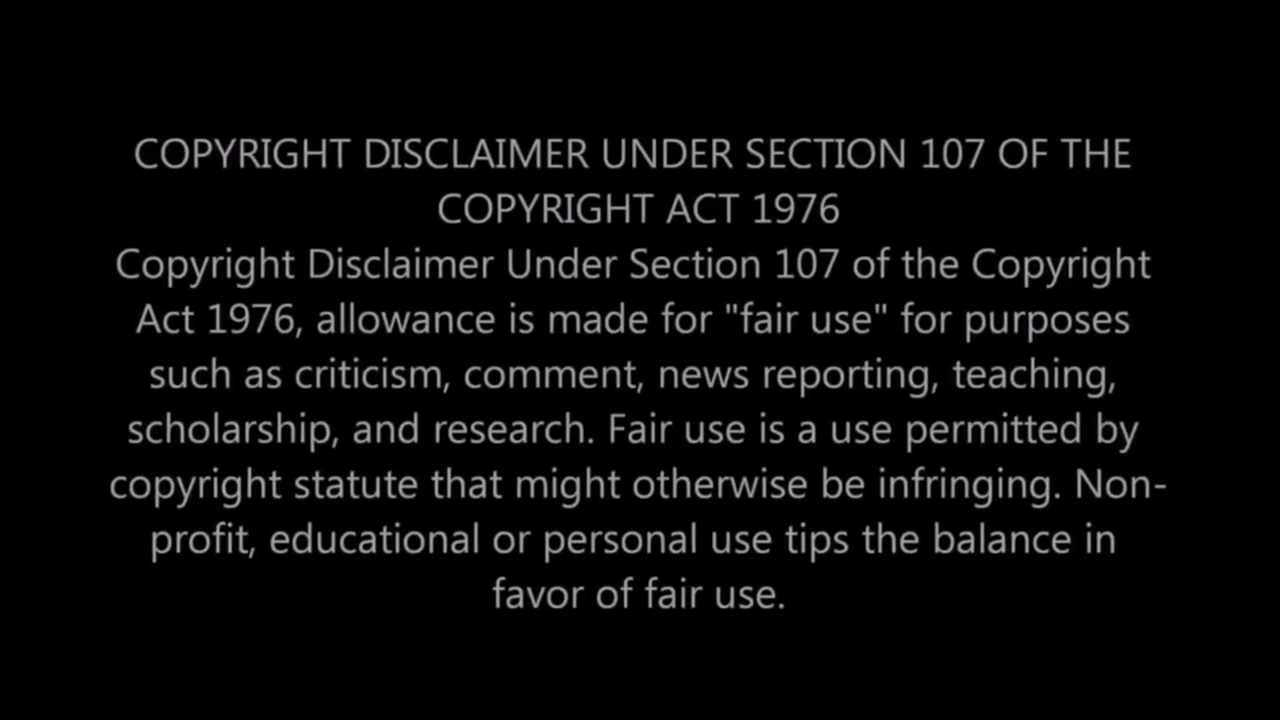 COPYRIGHT DISCLAIMER UNDER SECTION 107 OF THE
COPYRIGHT ACT 1976
Copyright Disclaimer Under Section 107 of the Copyright
Act 1976, allowance is made for "fair use" for purposes
such as criticism, comment, news reporting, teaching,
scholarship, and research. Fair use is a use permitted by
copyright statute that might otherwise be infringing. Non-
profit, educational or personal use tips the balance in
favor of fair use.